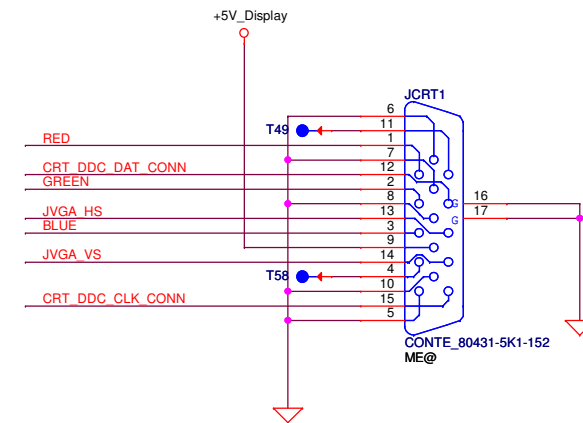 +5V_Display
JCRT1
6
T49
11
RED
1
7
CRT_DDC_DAT_CONN
12
GREEN
2
8
G
16
JVGA_HS
13
G
17
BLUE
3
9
JVGA_VS
14
T58
4
10
CRT_DDC_CLK_CONN
15
5
CONTE_80431-5K1-152
ME@